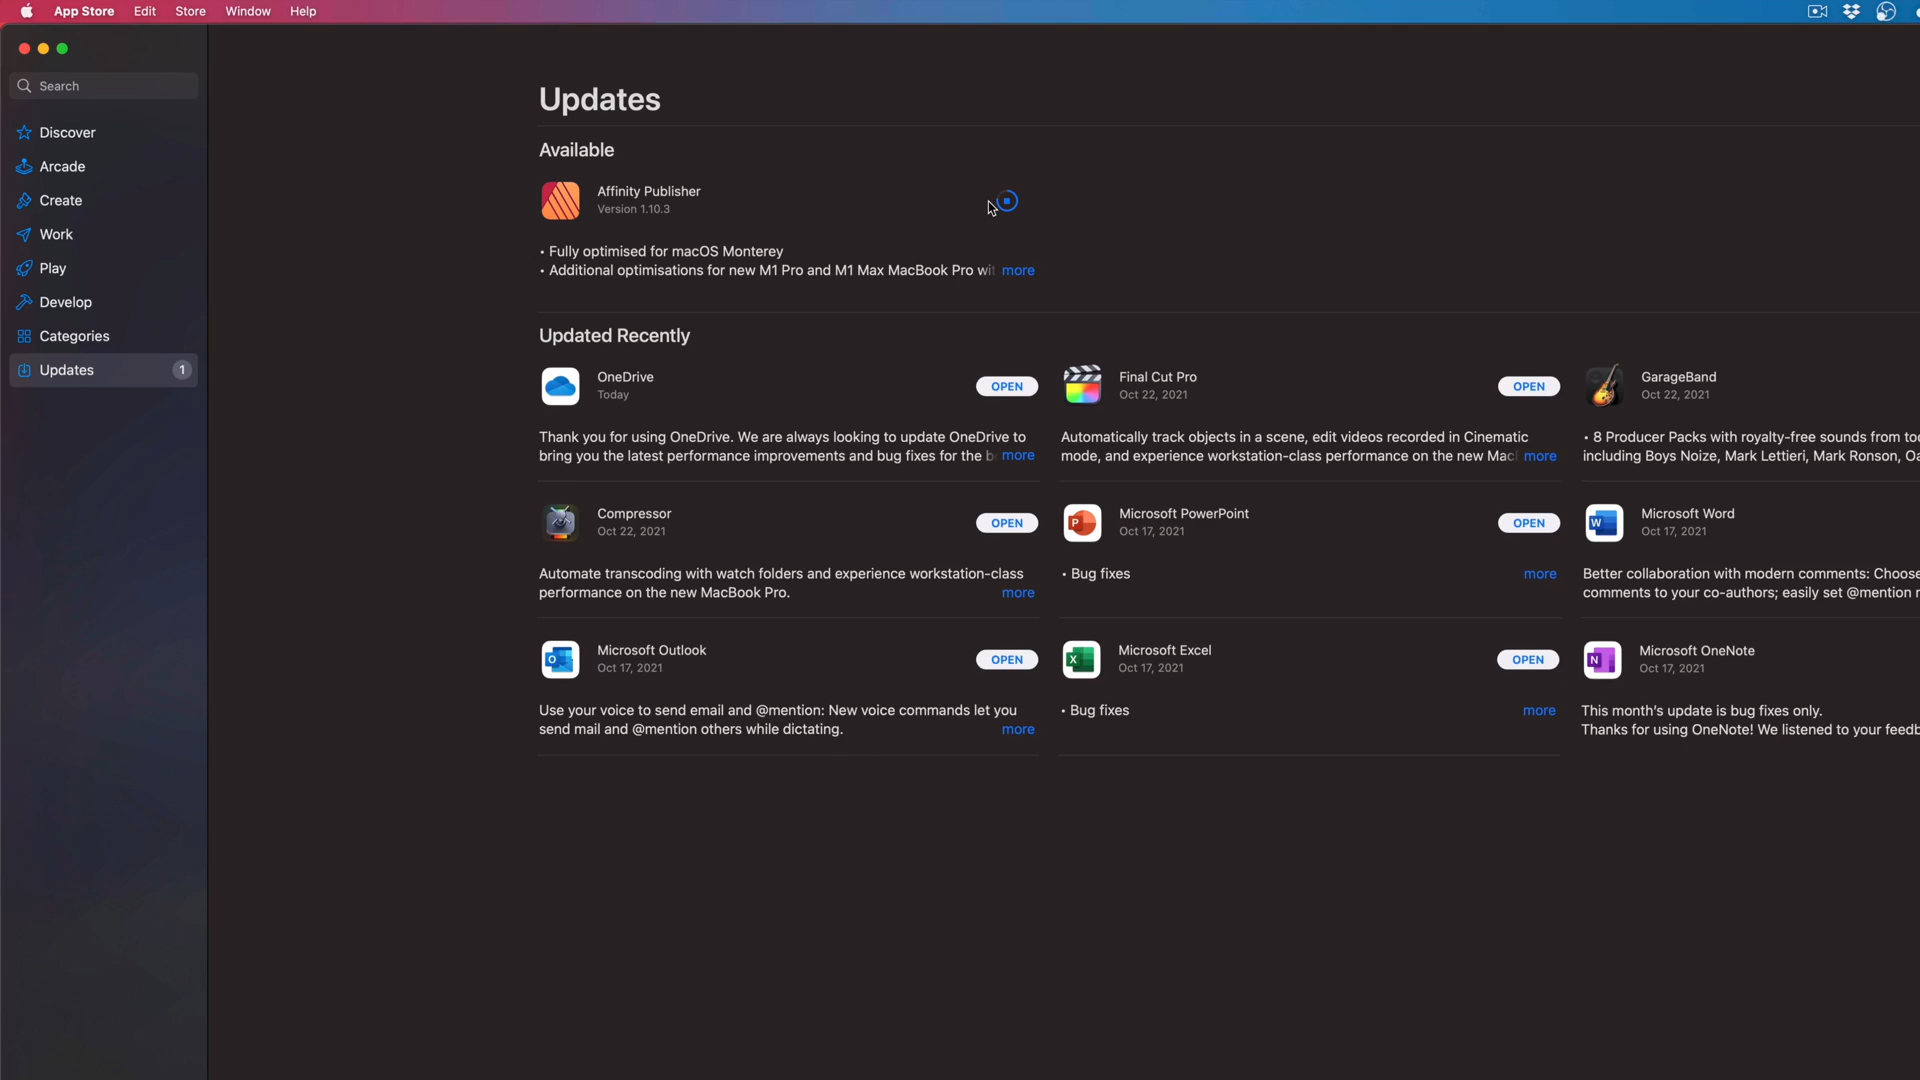 App Store Edit Store Window Help
Search
Discover
Arcade
Create
Work
Play
Develop
Categories
Updates 1
Updates
Available
Affinity Publisher
Version 1.10.3
• Fully optimised for macOS Monterey
• Additional optimisations for new M1 Pro and M1 Max MacBook Pro wit more
Updated Recently
OneDrive
Today
OPEN
Thank you for using OneDrive. We are always looking to update OneDrive to
bring you the latest performance improvements and bug fixes for the b more
Final Cut Pro
Oct 22, 2021
OPEN
Automatically track objects in a scene, edit videos recorded in Cinematic
mode, and experience workstation-class performance on the new Mac more
GarageBand
Oct 22, 2021
• 8 Producer Packs with royalty-free sounds from to
including Boys Noize, Mark Lettieri, Mark Ronson, Oa
Compressor
Oct 22, 2021
OPEN
Automate transcoding with watch folders and experience workstation-class
performance on the new MacBook Pro. more
Microsoft PowerPoint
Oct 17, 2021
OPEN
• Bug fixes more
Microsoft Word
Oct 17, 2021
Better collaboration with modern comments: Choose
comments to your co-authors; easily set @mention
Microsoft Outlook
Oct 17, 2021
OPEN
Use your voice to send email and @mention: New voice commands let you
send mail and @mention others while dictating. more
Microsoft Excel
Oct 17, 2021
OPEN
• Bug fixes more
Microsoft OneNote
Oct 17, 2021
This month's update is bug fixes only.
Thanks for using OneNote! We listened to your feedb